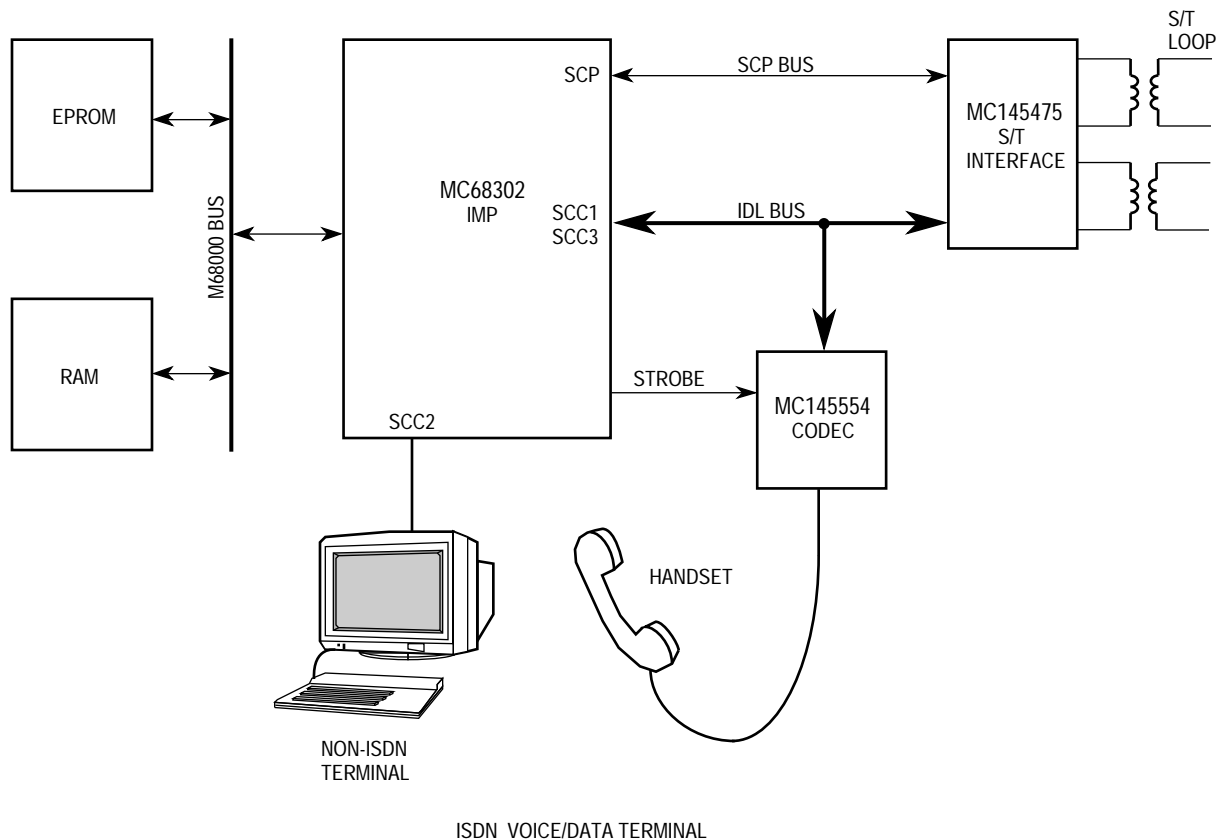 S/T
LOOP
EPROM
M68000 BUS
SCP
SCP BUS
MC145475
S/T
INTERFACE
MC68302
IMP
SCC1
SCC3
IDL BUS
RAM
STROBE
MC145554
CODEC
SCC2
HANDSET
NON-ISDN
TERMINAL
ISDN VOICE/DATA TERMINAL